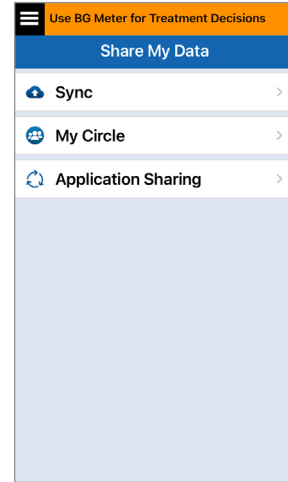 Use BG Meter for Treatment Decisions
Share My Data
Sync
My Circle
Application Sharing